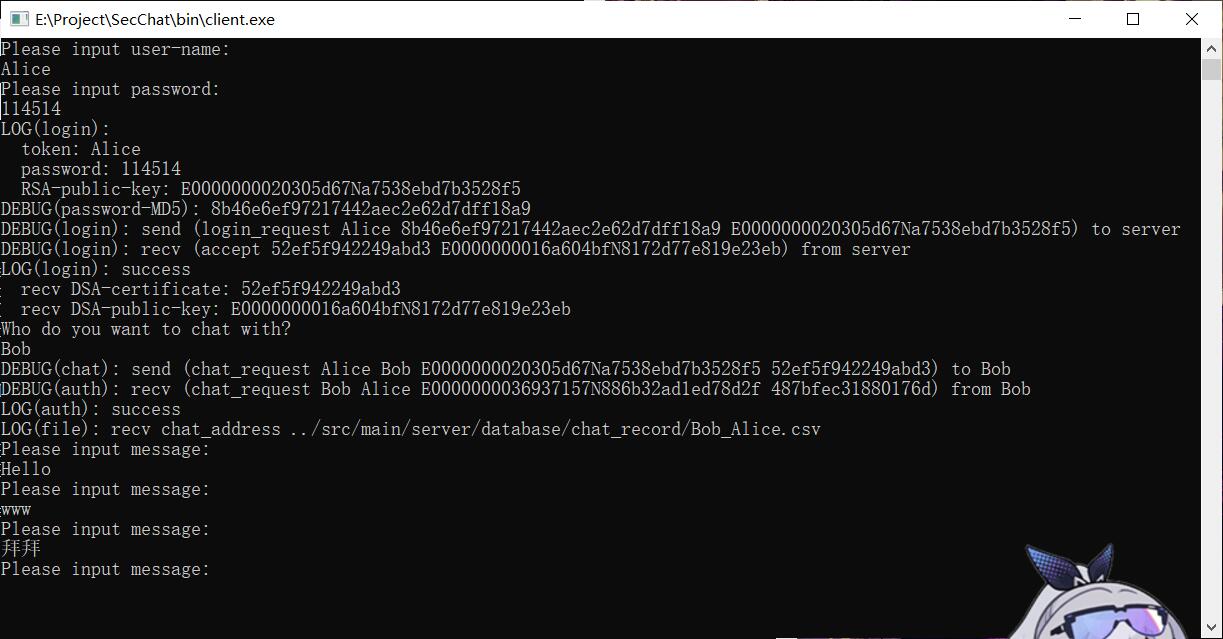 E:\Project\SecChat\bin\client.exe
Please input user-name:
Alice
Please input password:
114514
LOG(login):
  token: Alice
  password: 114514
  RSA-public-key: E0000000020305d67Na7538ebd7b3528f5
DEBUG(password-MD5): 8b46e6ef97217442aec2e62d7dff18a9
DEBUG(login): send (login_request Alice 8b46e6ef97217442aec2e62d7dff18a9 E0000000020305d67Na7538ebd7b3528f5) to server
DEBUG(login): recv (accept 52ef5f942249abd3 E0000000016a604bfN8172d77e819e23eb) from server
LOG(login): success
  recv DSA-certificate: 52ef5f942249abd3
  recv DSA-public-key: E0000000016a604bfN8172d77e819e23eb
Who do you want to chat with?
Bob
DEBUG(chat): send (chat_request Alice Bob E0000000020305d67Na7538ebd7b3528f5 52ef5f942249abd3) to Bob
DEBUG(auth): recv (chat_request Bob Alice E0000000036937157N886b32ad1ed78d2f 487bfec31880176d) from Bob
LOG(auth): success
LOG(file): recv chat_address ../src/main/server/database/chat_record/Bob_Alice.csv
Please input message:
Hello
Please input message:
www
Please input message:
拜拜
Please input message: